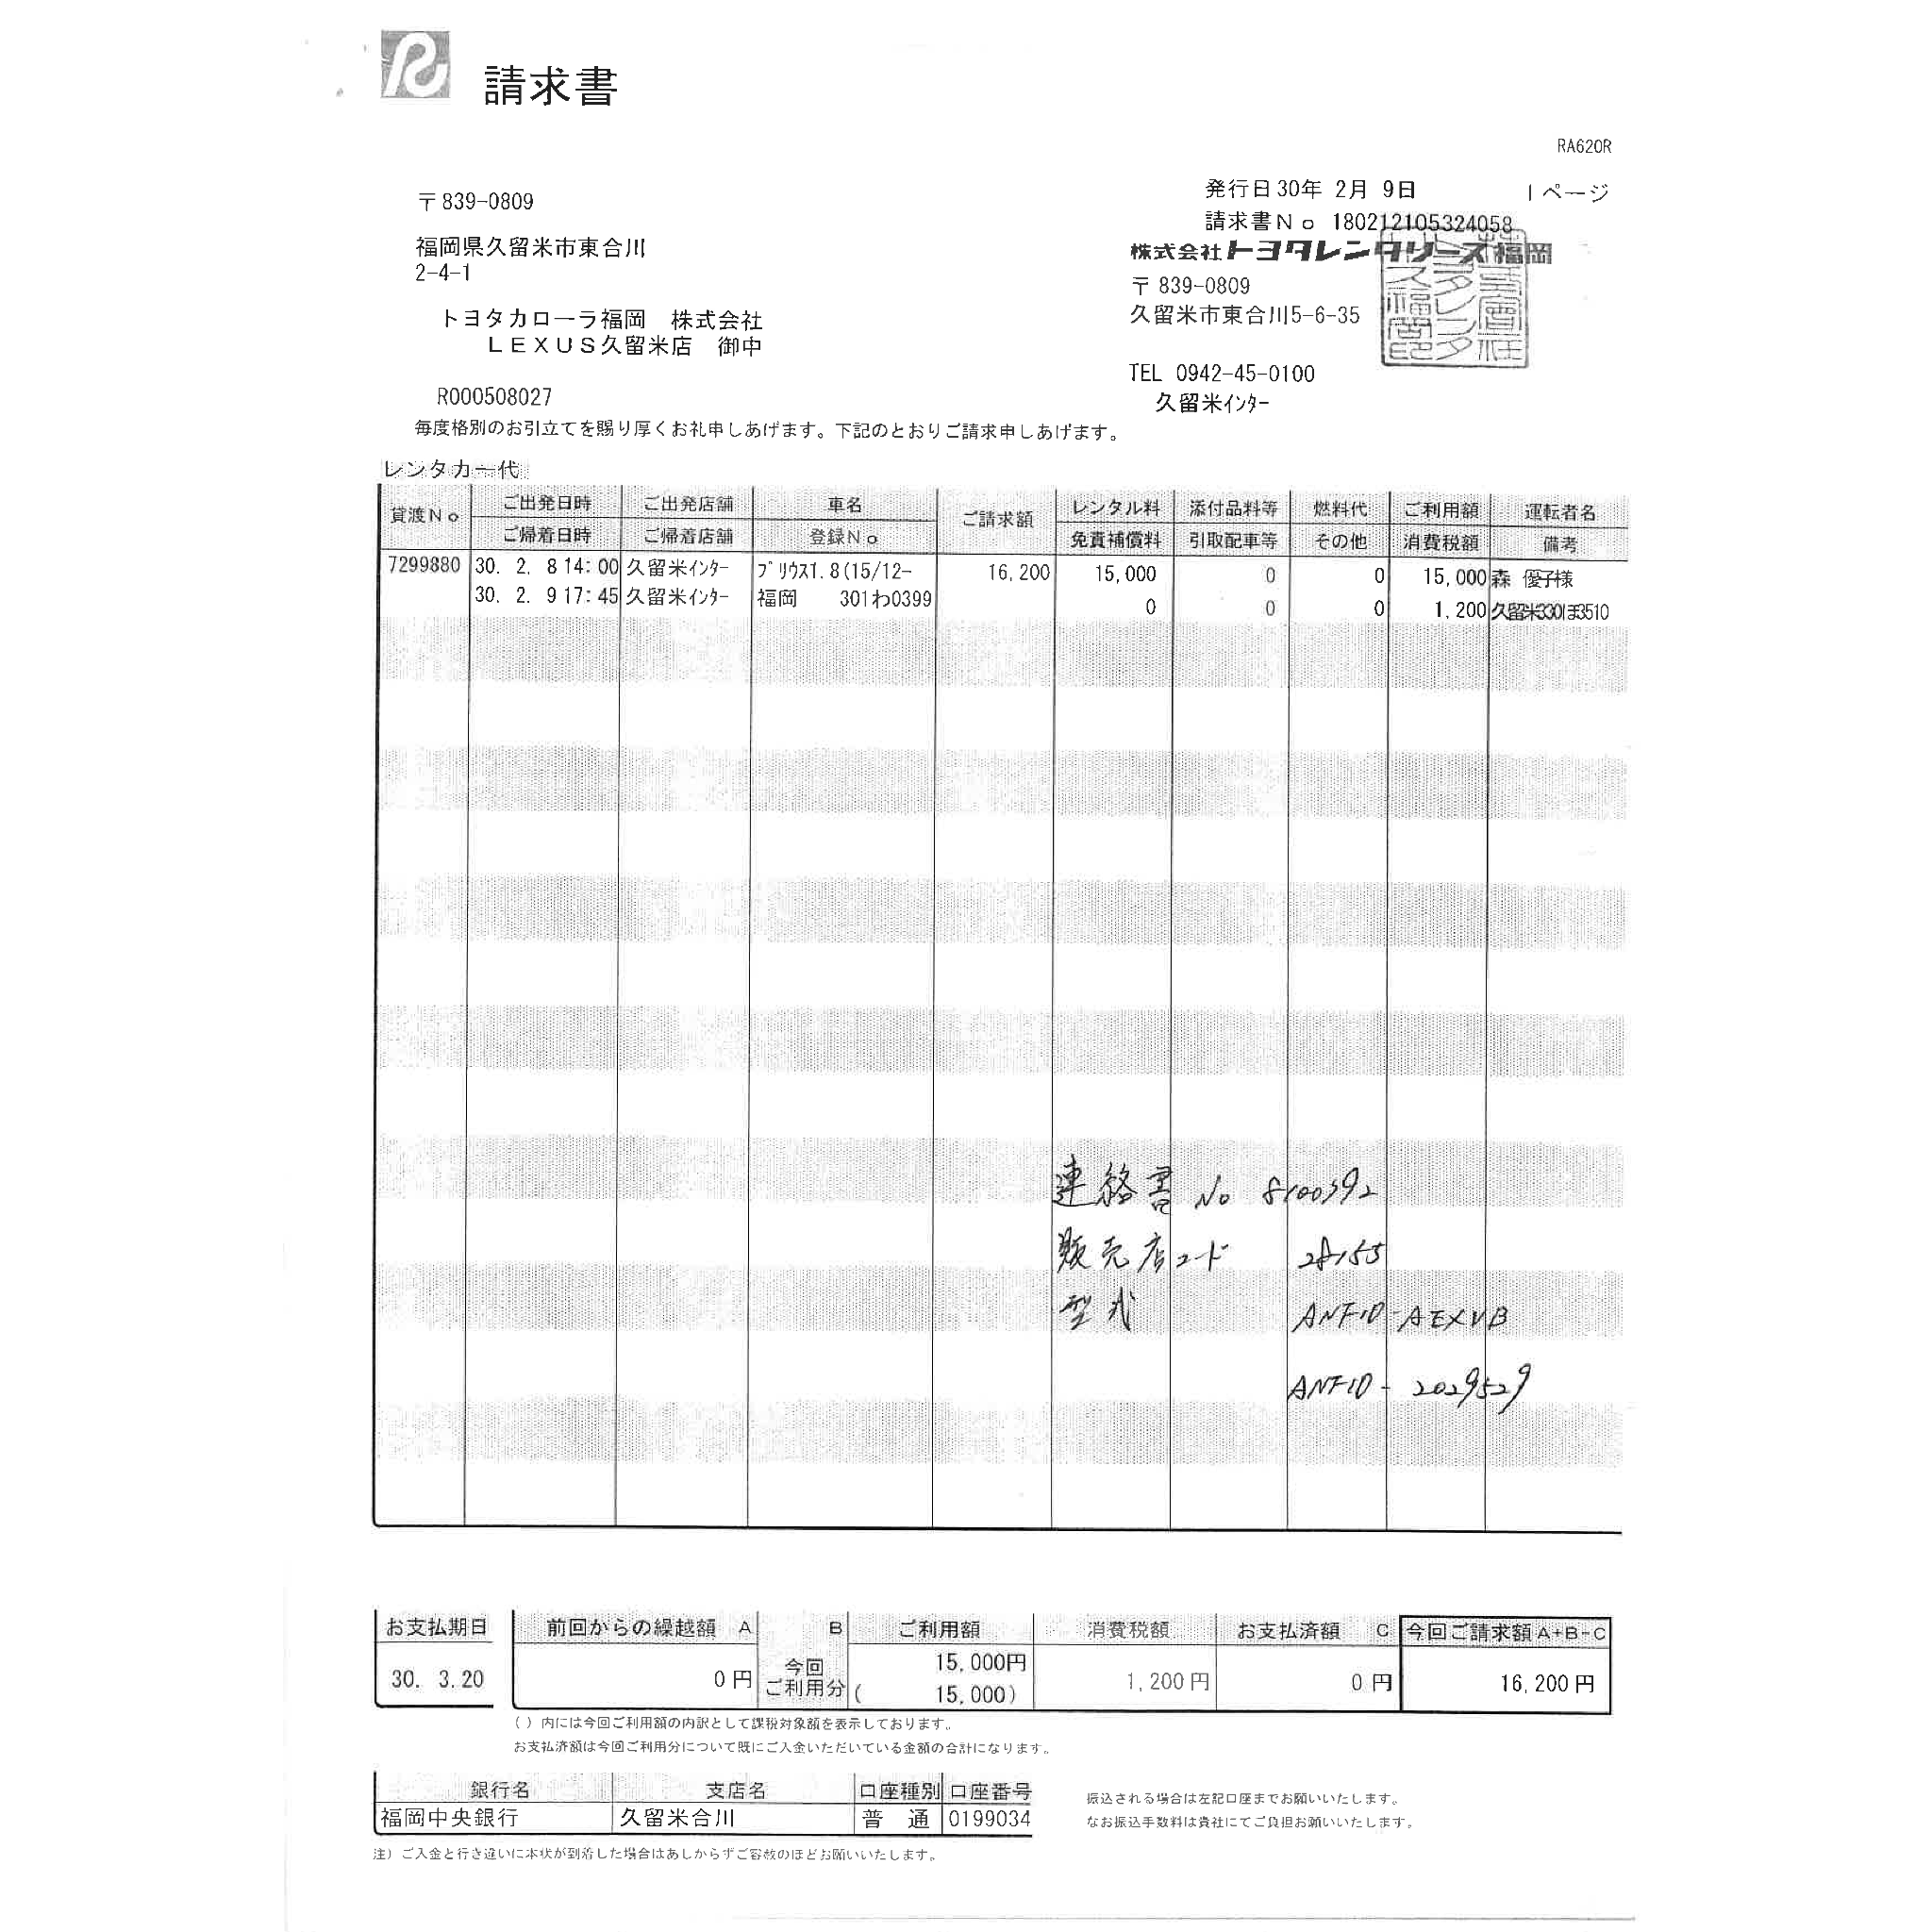 請求書
RA620R
〒839-0809
福岡県久留米市東合川
2-4-1
トヨタカローラ福岡 株式会社
LEXUS久留米店 御中
R000508027
発行日30年 2月 9日 1ページ
請求書No 180212105324058
株式会社トヨタレンタリース福岡
〒839-0809
久留米市東合川5-6-35
TEL 0942-45-0100
久留米インター
毎度格別のお引立てを賜り厚くお礼申しあげます。下記のとおりご請求申しあげます。
レンタカー代
貸渡No ご出発日時 ご出発店舗 車名 ご請求額 レンタル料 添付品料等 燃料代 ご利用額 運転者名
ご帰着日時 ご帰着店舗 登録No 免責補償料 引取配車等 その他 消費税額 備考
7299880 30. 2. 8 14:00 久留米インター プリウス1.8(15/12- 16,200 15,000 0 0 15,000 森 優子様
30. 2. 9 17:45 久留米インター 福岡 301わ0399 0 0 0 1,200 久留米330ほ3510
連絡書 No 8100392
販売店コード 28155
型式 ANF10-AEXVB
ANF10-2029529
お支払期日 前回からの繰越額 A B ご利用額 消費税額 お支払済額 C 今回ご請求額 A+B-C
30. 3.20 0円 今回ご利用分 15,000円 1,200円 0円 16,200円
( 15,000)
( )内には今回ご利用額の内訳として課税対象額を表示しております。
お支払済額は今回ご利用分について既にご入金いただいている金額の合計になります。
銀行名 支店名 口座種別 口座番号
福岡中央銀行 久留米合川 普 通 0199034
振込される場合は左記口座までお願いいたします。
なお振込手数料は貴社にてご負担お願いいたします。
注) ご入金と行き違いに本状が到着した場合はあしからずご容赦のほどお願いいたします。